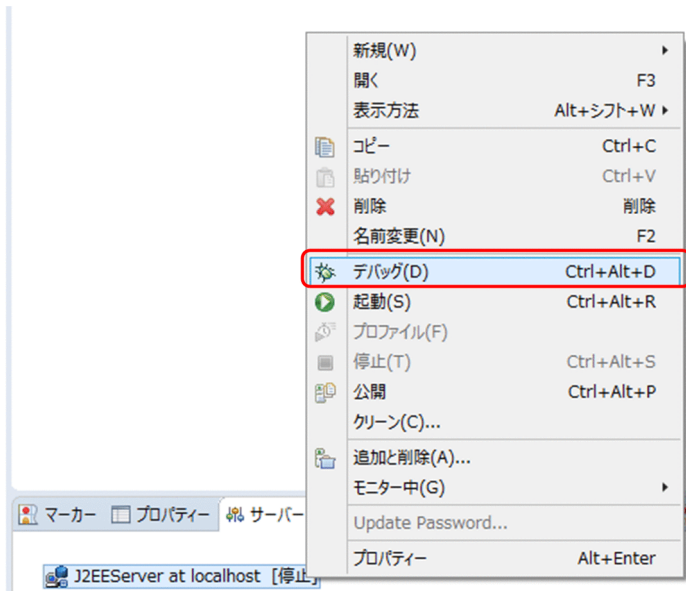 新規(W)
開く F3
表示方法 Alt+シフト+W
コピー Ctrl+C
貼り付け Ctrl+V
削除 削除
名前変更(N) F2
デバッグ(D) Ctrl+Alt+D
起動(S) Ctrl+Alt+R
プロファイル(F)
停止(T) Ctrl+Alt+S
公開 Ctrl+Alt+P
クリーン(C)...
追加と削除(A)...
モニター中(G)
Update Password...
プロパティー Alt+Enter
マーカー プロパティー サーバー
J2EEServer at localhost [停止]